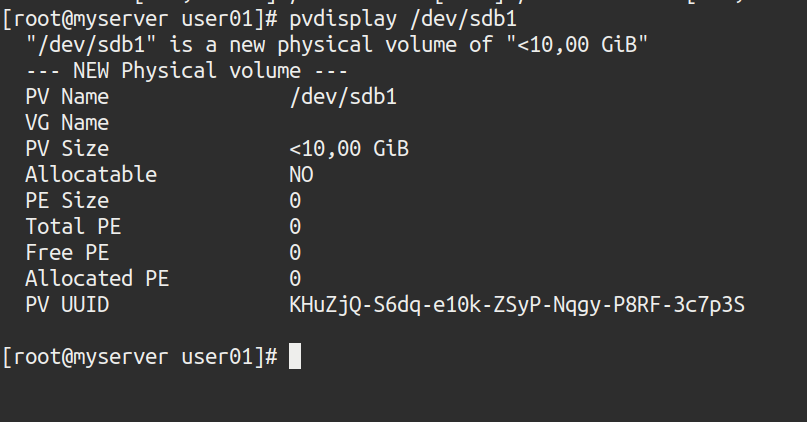 [root@myserver user01]# pvdisplay /dev/sdb1
"/dev/sdb1" is a new physical volume of "<10,00 GiB"
--- NEW Physical volume ---
PV Name /dev/sdb1
VG Name
PV Size <10,00 GiB
Allocatable NO
PE Size 0
Total PE 0
Free PE 0
Allocated PE 0
PV UUID KHuZjQ-S6dq-e10k-ZSyP-Nqgy-P8RF-3c7p3S
[root@myserver user01]#